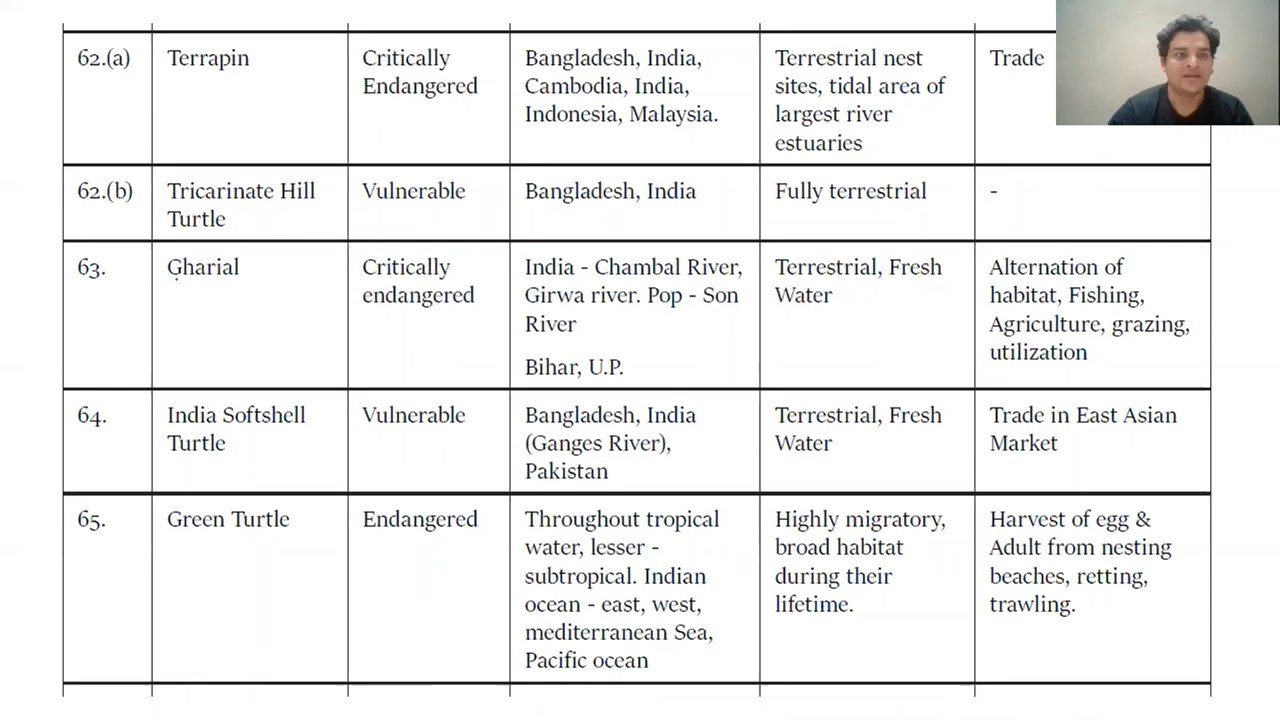 62.(a) Terrapin Critically Bangladesh, India, Terrestrial nest Trade
Endangered Cambodia, India, sites, tidal area of
Indonesia, Malaysia. largest river
estuaries
62.(b) Tricarinate Hill Vulnerable Bangladesh, India Fully terrestrial -
Turtle
63. Gharial Critically India - Chambal River, Terrestrial, Fresh Alternation of
endangered Girwa river. Pop - Son Water habitat, Fishing,
River Agriculture, grazing,
utilization
Bihar, U.P.
64. India Softshell Vulnerable Bangladesh, India Terrestrial, Fresh Trade in East Asian
Turtle (Ganges River), Water Market
Pakistan
65. Green Turtle Endangered Throughout tropical Highly migratory, Harvest of egg &
water, lesser - broad habitat Adult from nesting
subtropical. Indian during their beaches, retting,
ocean - east, west, lifetime. trawling.
mediterranean Sea,
Pacific ocean